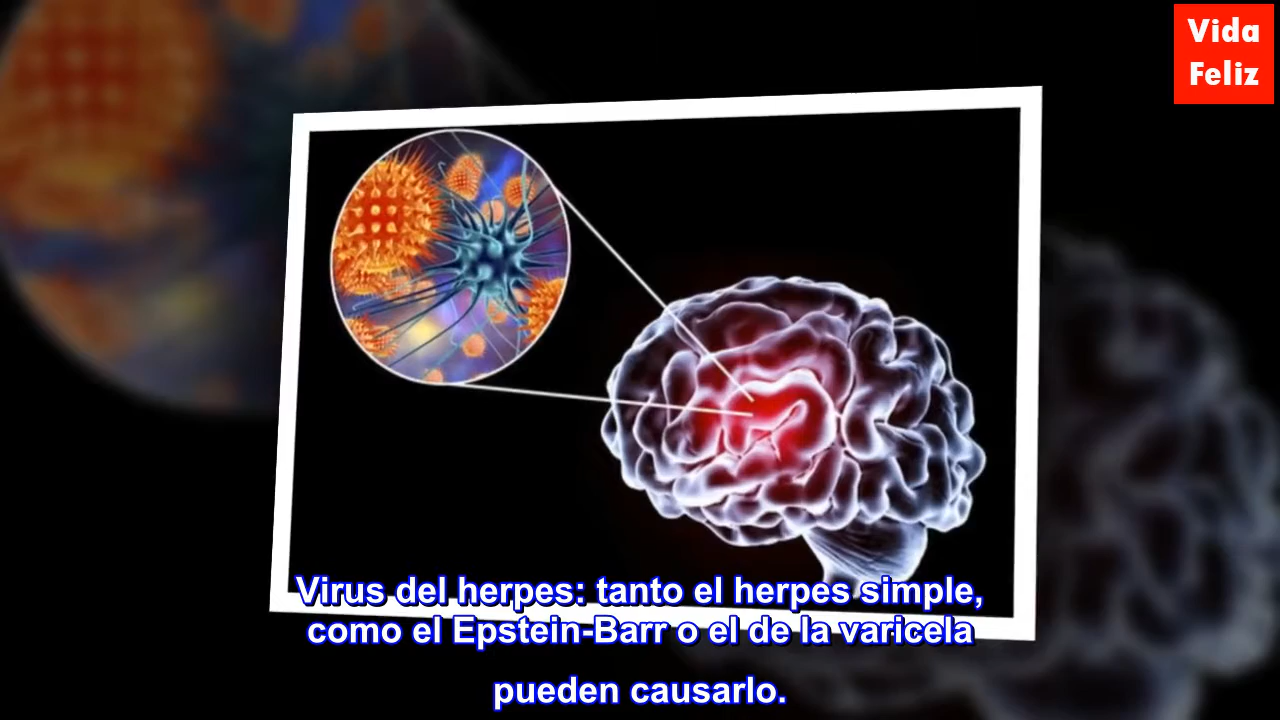 Vida
Feliz
Virus del herpes: tanto el herpes simple,
como el Epstein-Barr o el de la varicela
pueden causarlo.